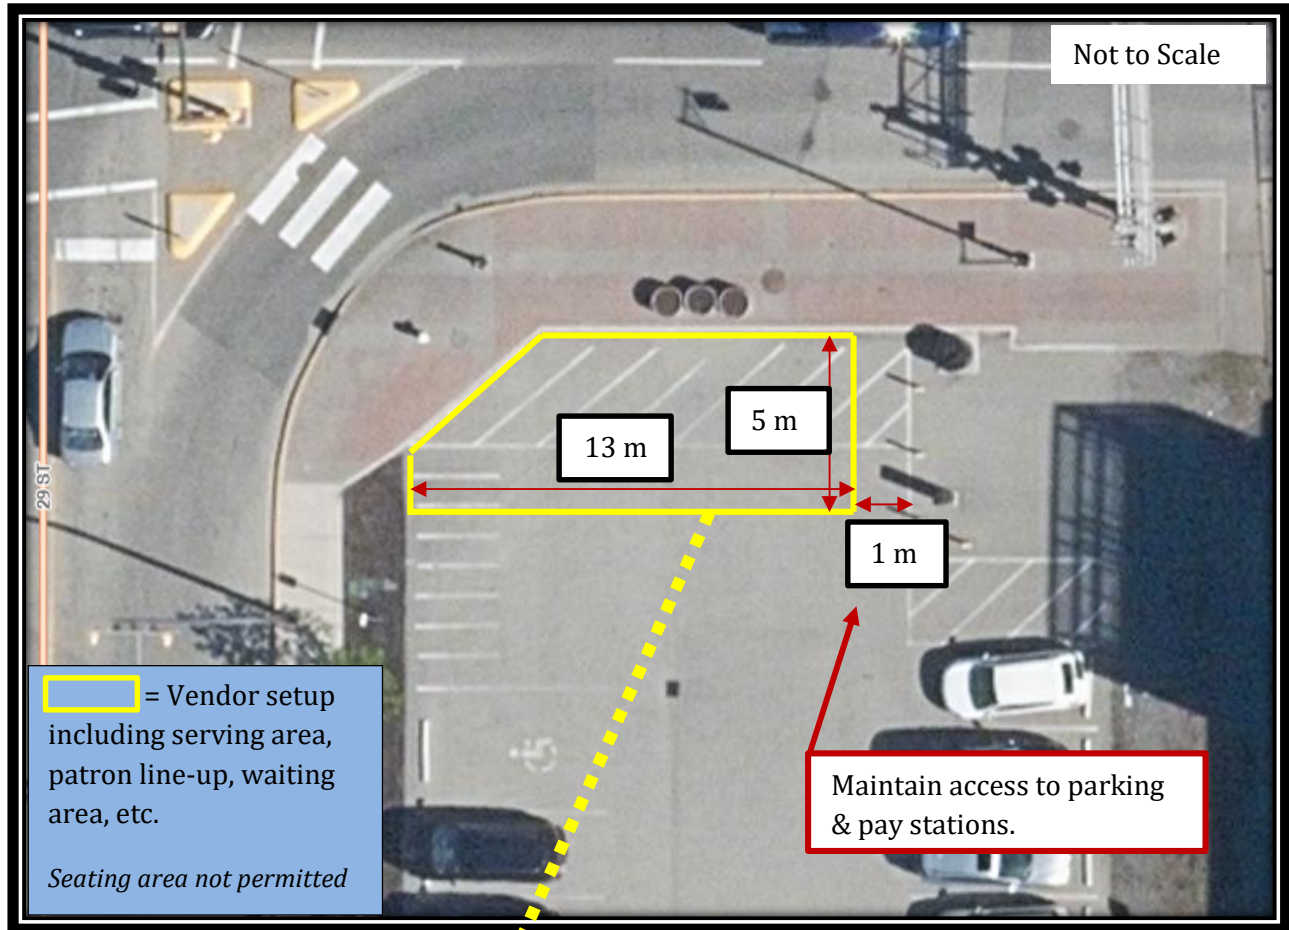 Not to Scale
5 m
13 m
1 m
29 ST
= Vendor setup
including serving area,
patron line-up, waiting
area, etc.
Seating area not permitted
Maintain access to parking
& pay stations.